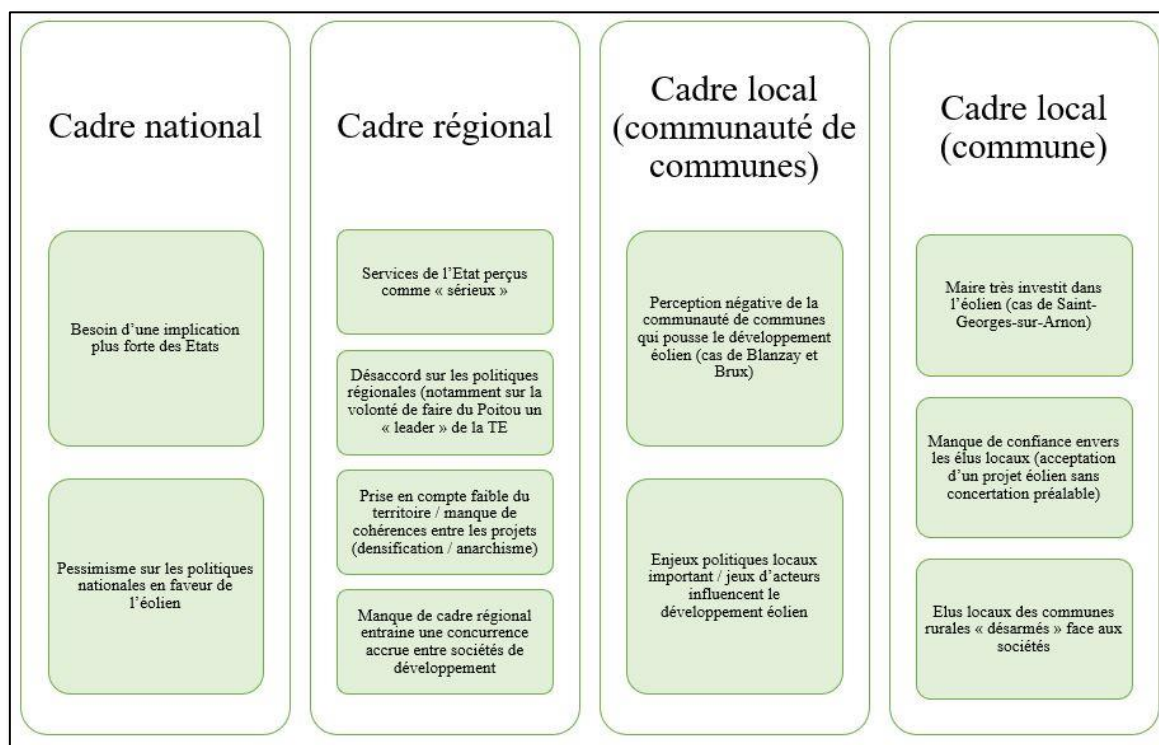 Cadre national
Besoin d’une implication
plus forte des Etats
Pessimisme sur les politiques
nationales en faveur de
l’éolien
Cadre régional
Services de l’Etat perçus
comme « sérieux »
Désaccord sur les politiques
régionales (notamment sur la
volonté de faire du Poitou un
« leader » de la TE
Prise en compte faible du
territoire / manque de
cohérences entre les projets
(densification / anarchisme)
Manque de cadre régional
entraine une concurrence
accrue entre sociétés de
développement
Cadre local
(communauté de
communes)
Perception négative de la
communauté de communes
qui pousse le développement
éolien (cas de Blanzay et
Brux)
Enjeux politiques locaux
important / jeux d’acteurs
influencent le
développement éolien
Cadre local
(commune)
Maire très investit dans
l’éolien (cas de Saint-
Georges-sur-Arnon)
Manque de confiance envers
les élus locaux (acceptation
d’un projet éolien sans
concertation préalable)
Elus locaux des communes
rurales « désarmés » face aux
sociétés